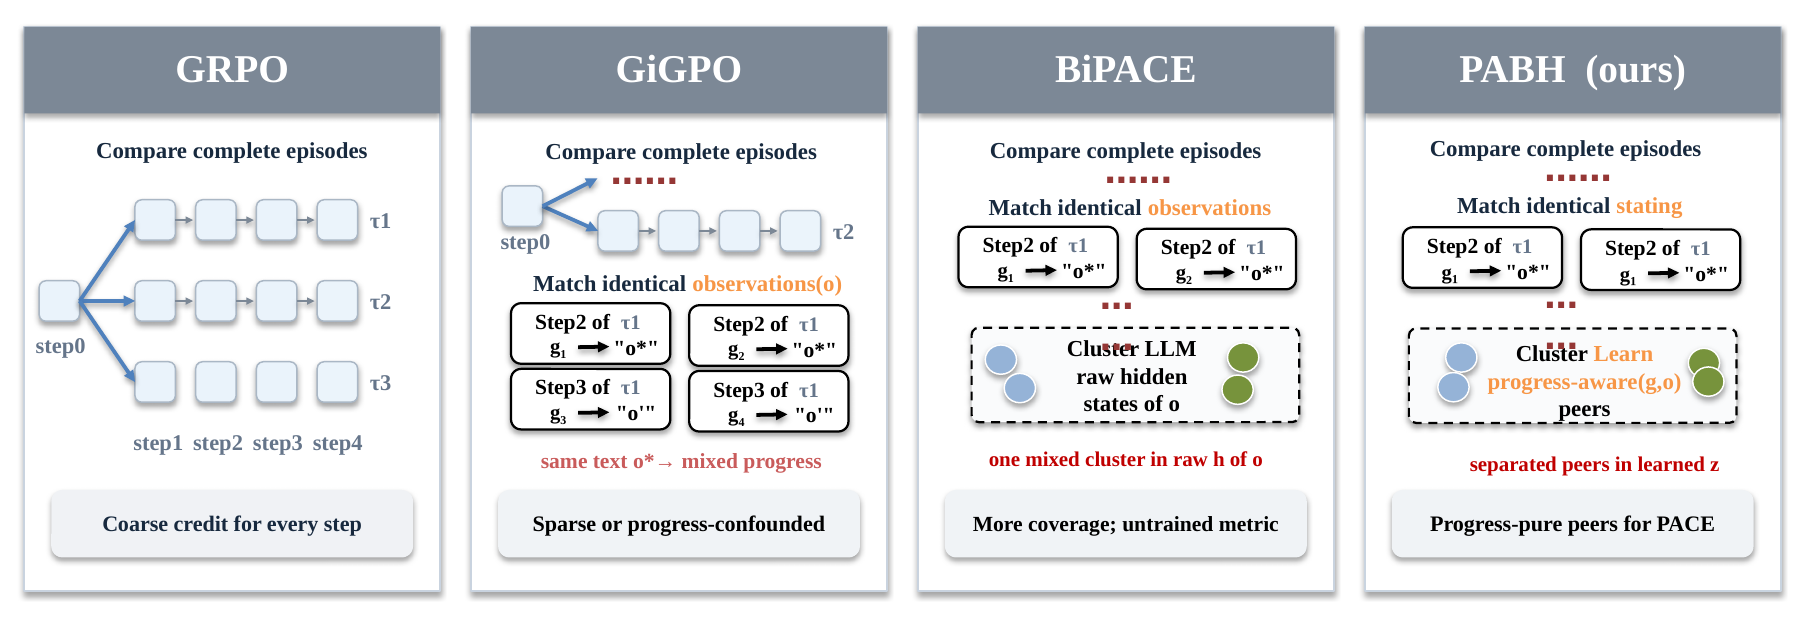 GRPO
Compare complete episodes
τ1
τ2
step0
τ3
step1 step2 step3 step4
Coarse credit for every step
GiGPO
Compare complete episodes
step0
τ2
Match identical observations(o)
Step2 of τ1
g1 → "o*"
Step2 of τ1
g2 → "o*"
Step3 of τ1
g3 → "o'"
Step3 of τ1
g4 → "o'"
same text o*→ mixed progress
Sparse or progress-confounded
BiPACE
Compare complete episodes
Match identical observations
Step2 of τ1
g1 → "o*"
Step2 of τ1
g2 → "o*"
Cluster LLM
raw hidden
states of o
one mixed cluster in raw h of o
More coverage; untrained metric
PABH (ours)
Compare complete episodes
Match identical stating
Step2 of τ1
g1 → "o*"
Step2 of τ1
g1 → "o*"
Cluster Learn
progress-aware(g,o)
peers
separated peers in learned z
Progress-pure peers for PACE